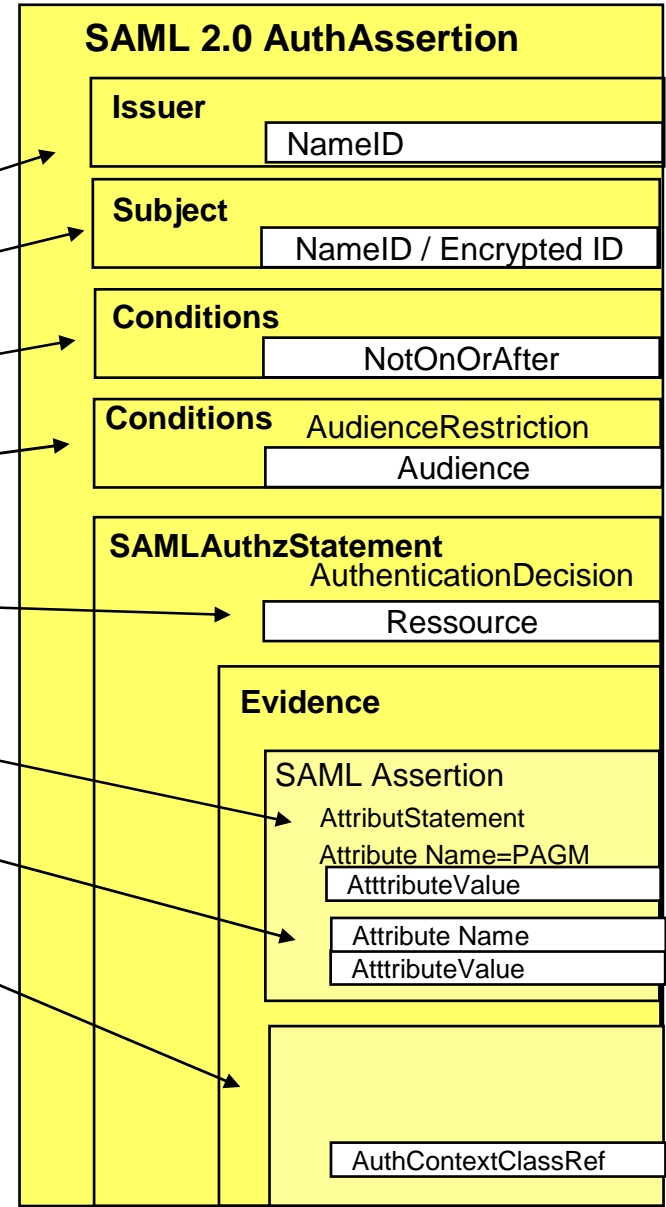 SAML 2.0 AuthAssertion
Issuer
NameID
Subject
NameID / Encrypted ID
Conditions
NotOnOrAfter
Conditions AudienceRestriction
Audience
SAMLAuthzStatement
AuthenticationDecision
Ressource
Evidence
SAML Assertion
AttributStatement
Attribute Name=PAGM
AtttributeValue
Attribute Name
AtttributeValue
AuthContextClassRef